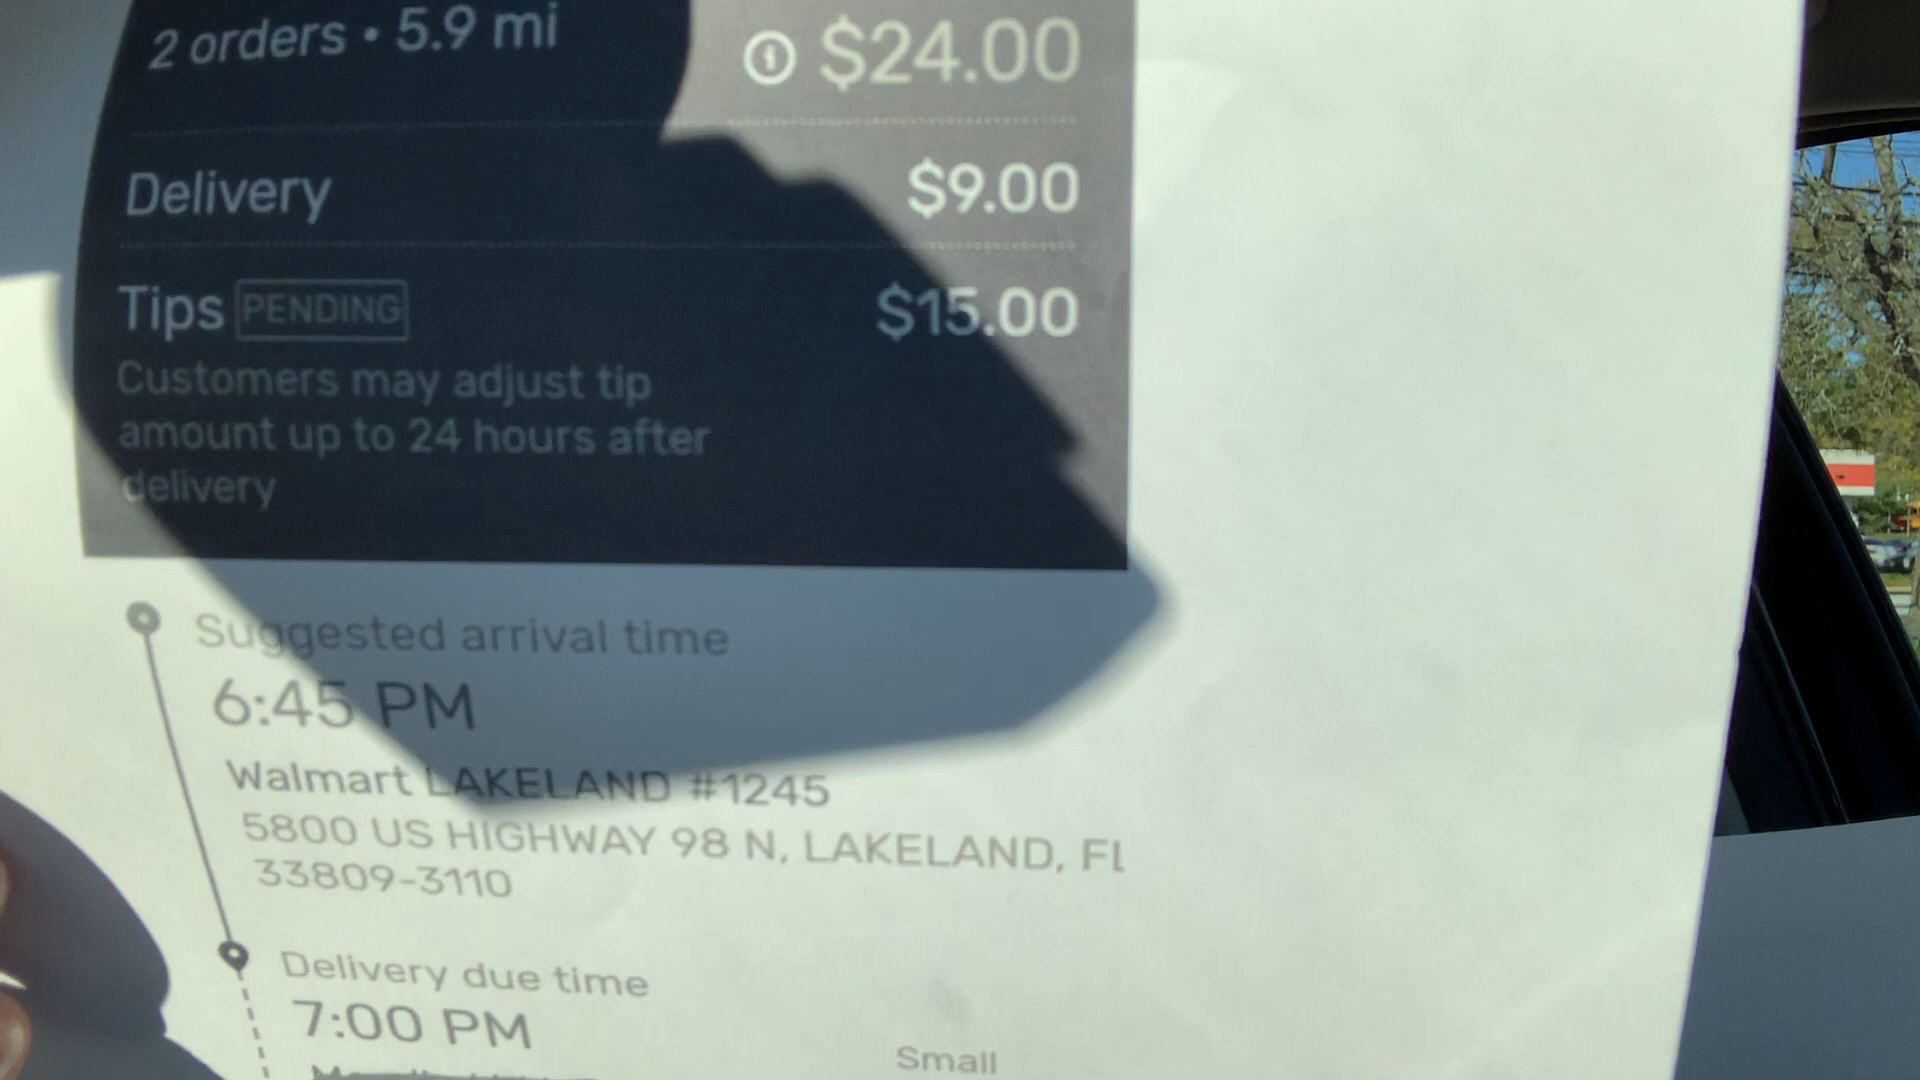 2 orders • 5.9 mi
$24.00
Delivery
$9.00
Tips PENDING
$15.00
Customers may adjust tip
amount up to 24 hours after
delivery
Suggested arrival time
6:45 PM
Walmart LAKELAND #1245
5800 US HIGHWAY 98 N, LAKELAND, FL
33809-3110
Delivery due time
7:00 PM
Small